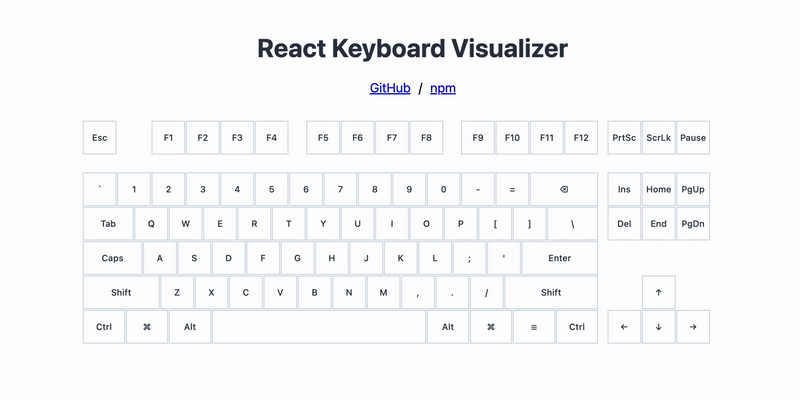 React Keyboard Visualizer
GitHub / npm
Esc F1 F2 F3 F4 F5 F6 F7 F8 F9 F10 F11 F12 PrtSc ScrLk Pause
` 1 2 3 4 5 6 7 8 9 0 - = ⌫ Ins Home PgUp
Tab Q W E R T Y U I O P [ ] \ Del End PgDn
Caps A S D F G H J K L ; ' Enter
Shift Z X C V B N M , . / Shift ↑
Ctrl ⌘ Alt Alt ⌘ ≡ Ctrl ← ↓ →